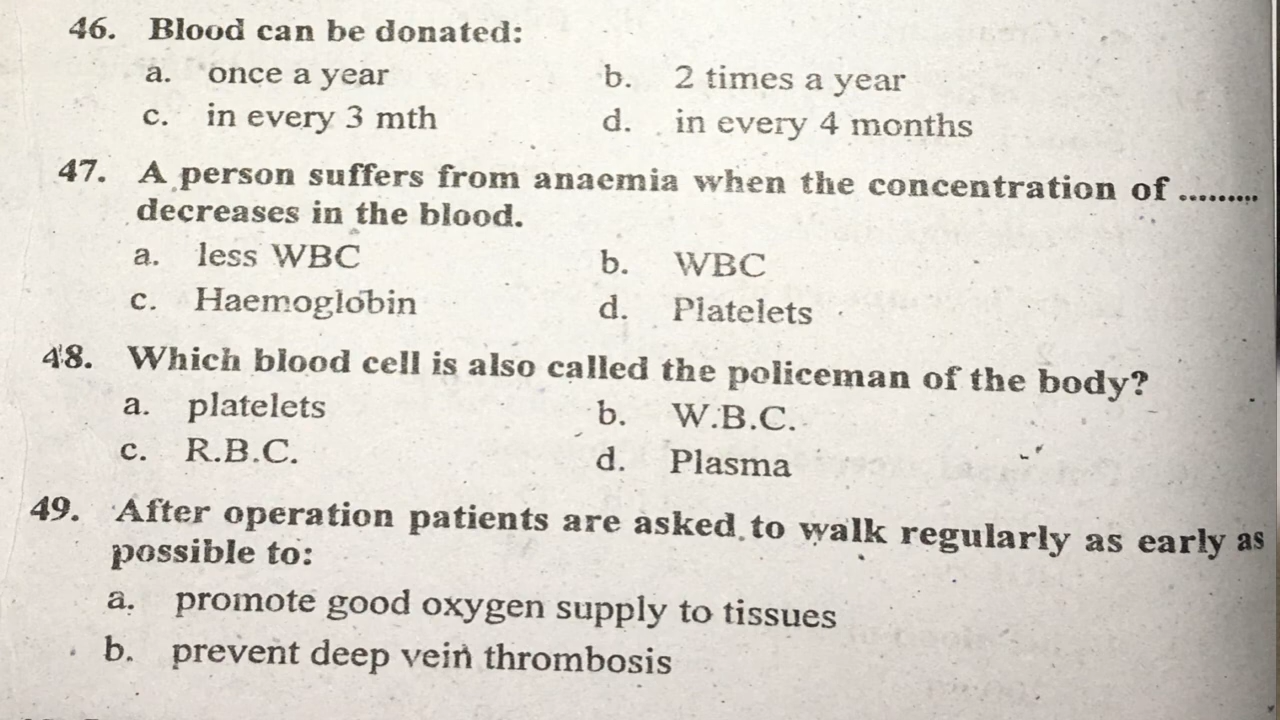 46. Blood can be donated:
a. once a year b. 2 times a year
c. in every 3 mth d. in every 4 months
47. A person suffers from anaemia when the concentration of .........
decreases in the blood.
a. less WBC b. WBC
c. Haemoglobin d. Platelets
48. Which blood cell is also called the policeman of the body?
a. platelets b. W.B.C.
c. R.B.C. d. Plasma
49. After operation patients are asked to walk regularly as early as
possible to:
a. promote good oxygen supply to tissues
b. prevent deep vein thrombosis